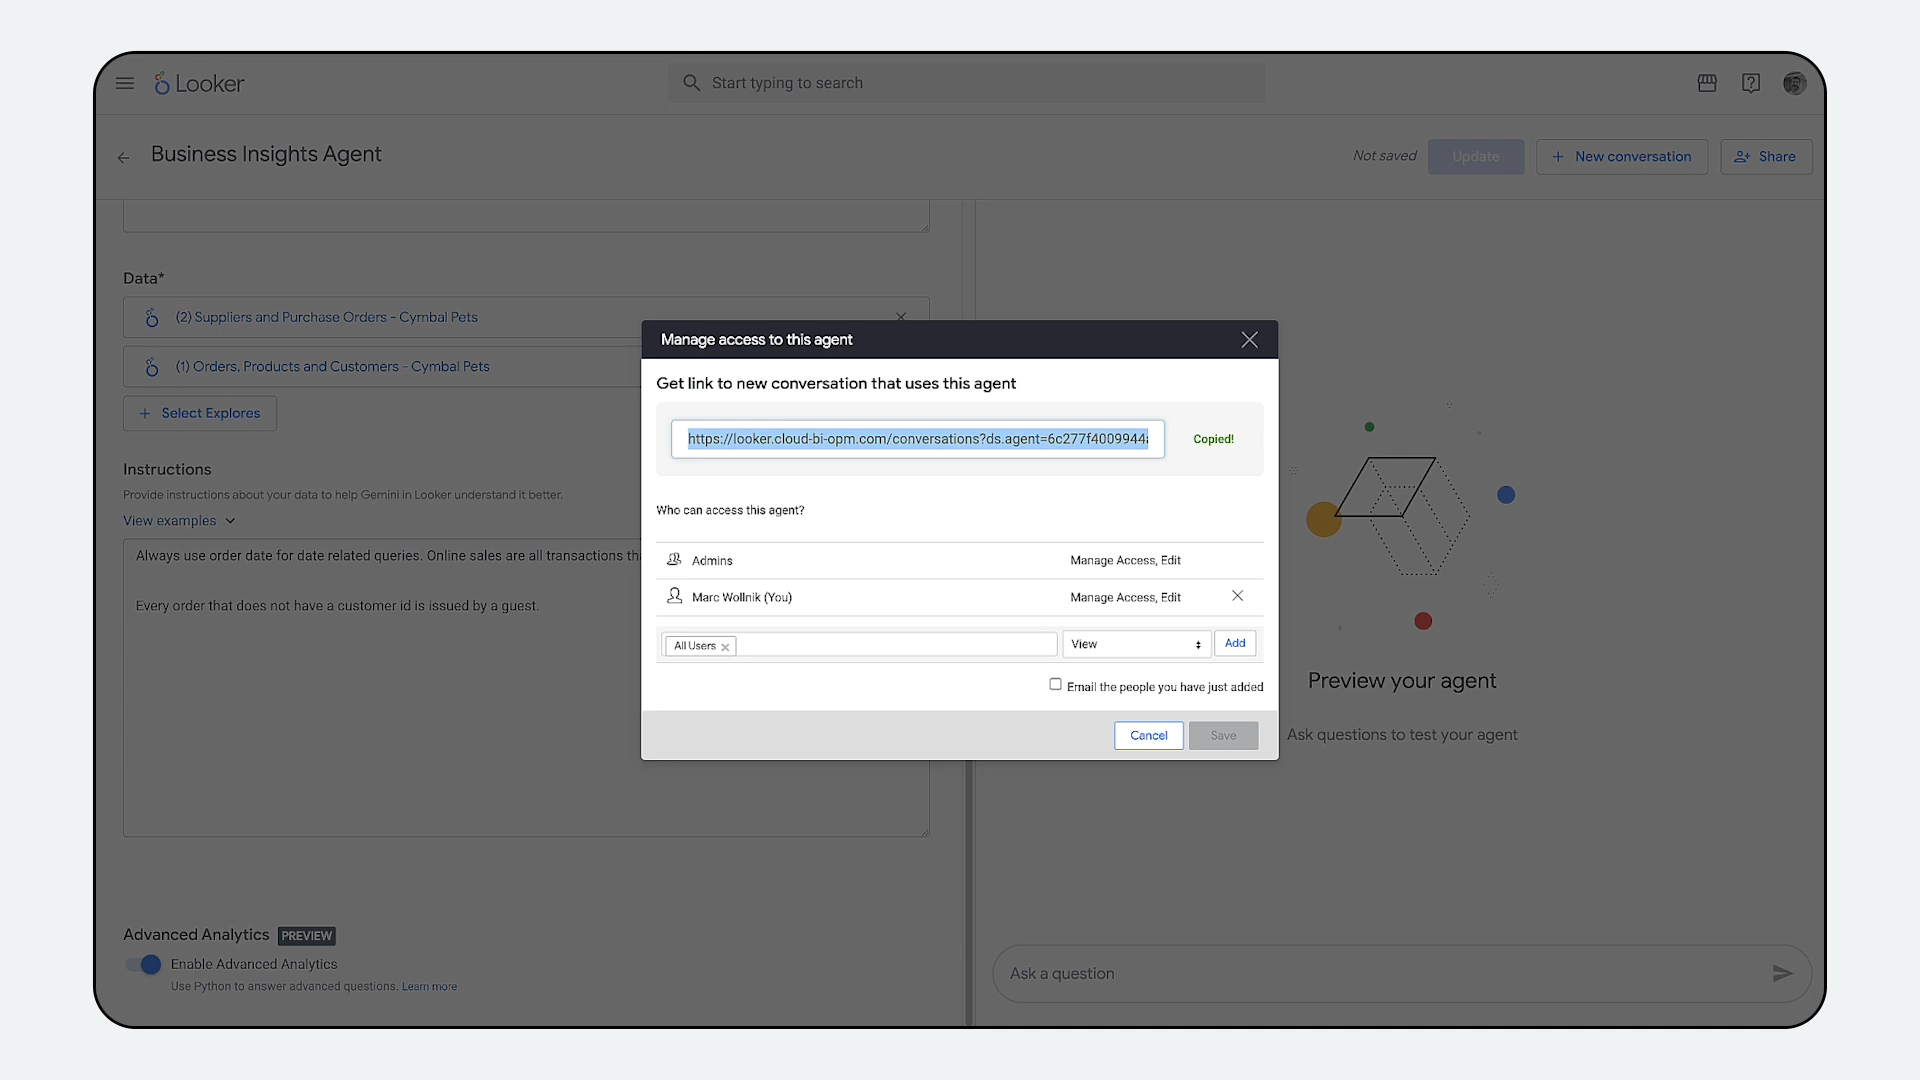 Looker
Start typing to search
Business Insights Agent
Not saved
Update
+ New conversation
Share
Data*
(2) Suppliers and Purchase Orders - Cymbal Pets
(1) Orders, Products and Customers - Cymbal Pets
+ Select Explores
Instructions
Provide instructions about your data to help Gemini in Looker understand it better.
View examples
Always use order date for date related queries. Online sales are all transactions
Every order that does not have a customer id is issued by a guest.
Advanced Analytics PREVIEW
Enable Advanced Analytics
Use Python to answer advanced questions. Learn more
Manage access to this agent
Get link to new conversation that uses this agent
https://looker.cloud-bi-opm.com/conversations?ds.agent=6c277f4009944
Copied!
Who can access this agent?
Admins
Manage Access, Edit
Marc Wollnik (You)
Manage Access, Edit
All Users
View
Add
Email the people you have just added
Cancel
Save
Preview your agent
Ask questions to test your agent
Ask a question